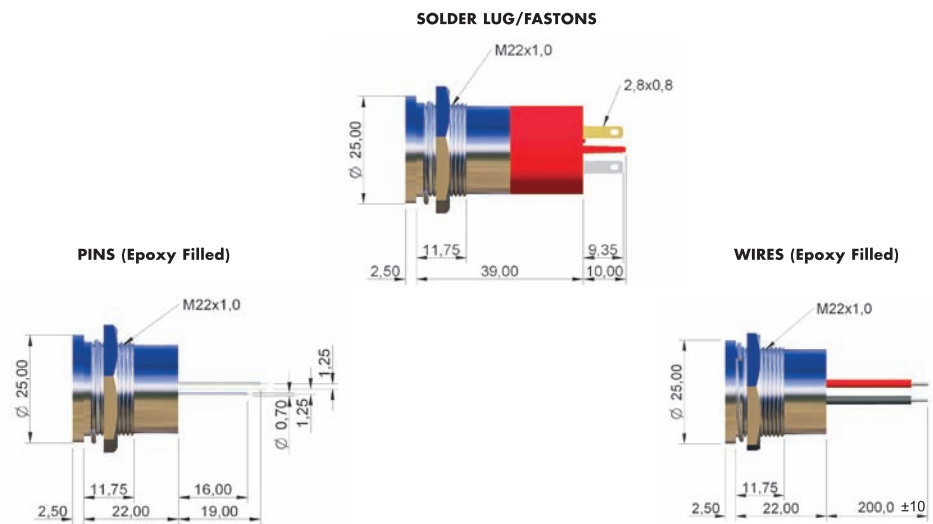 SOLDER LUG/FASTONS
M22x1,0
2,8x0,8
Ø 25,00
11,75
9,35
2,50
39,00
10,00
PINS (Epoxy Filled)
M22x1,0
Ø 25,00
1,25
Ø 0,70
1,25
11,75
16,00
2,50
22,00
19,00
WIRES (Epoxy Filled)
M22x1,0
Ø 25,00
11,75
2,50
22,00
200,0 ±10